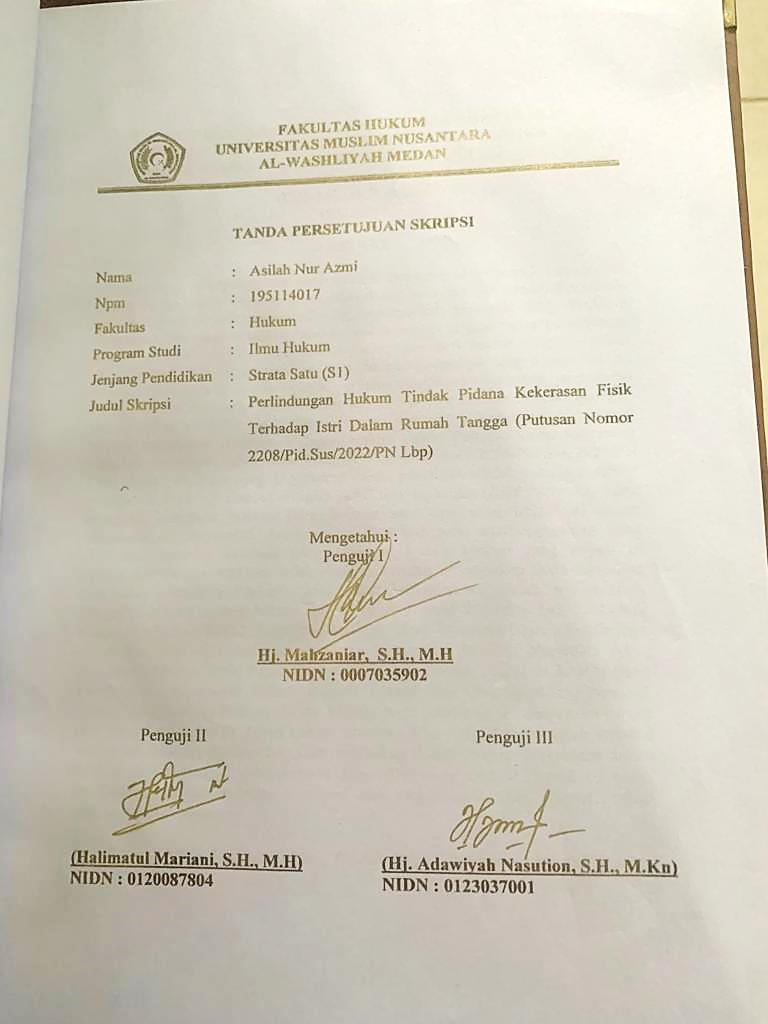 FAKULTAS HUKUM
UNIVERSITAS MUSLIM NUSANTARA
AL-WASHLIYAH MEDAN
TANDA PERSETUJUAN SKRIPSI
Nama : Asilah Nur Azmi
Npm : 195114017
Fakultas : Hukum
Program Studi : Ilmu Hukum
Jenjang Pendidikan : Strata Satu (S1)
Judul Skripsi : Perlindungan Hukum Tindak Pidana Kekerasan Fisik
Terhadap Istri Dalam Rumah Tangga (Putusan Nomor
2208/Pid.Sus/2022/PN Lbp)
Mengetahui :
Penguji I
Hj. Mahzaniar, S.H., M.H
NIDN : 0007035902
Penguji II
Penguji III
(Halimatul Mariani, S.H., M.H)
NIDN : 0120087804
(Hj. Adawiyah Nasution, S.H., M.Kn)
NIDN : 0123037001